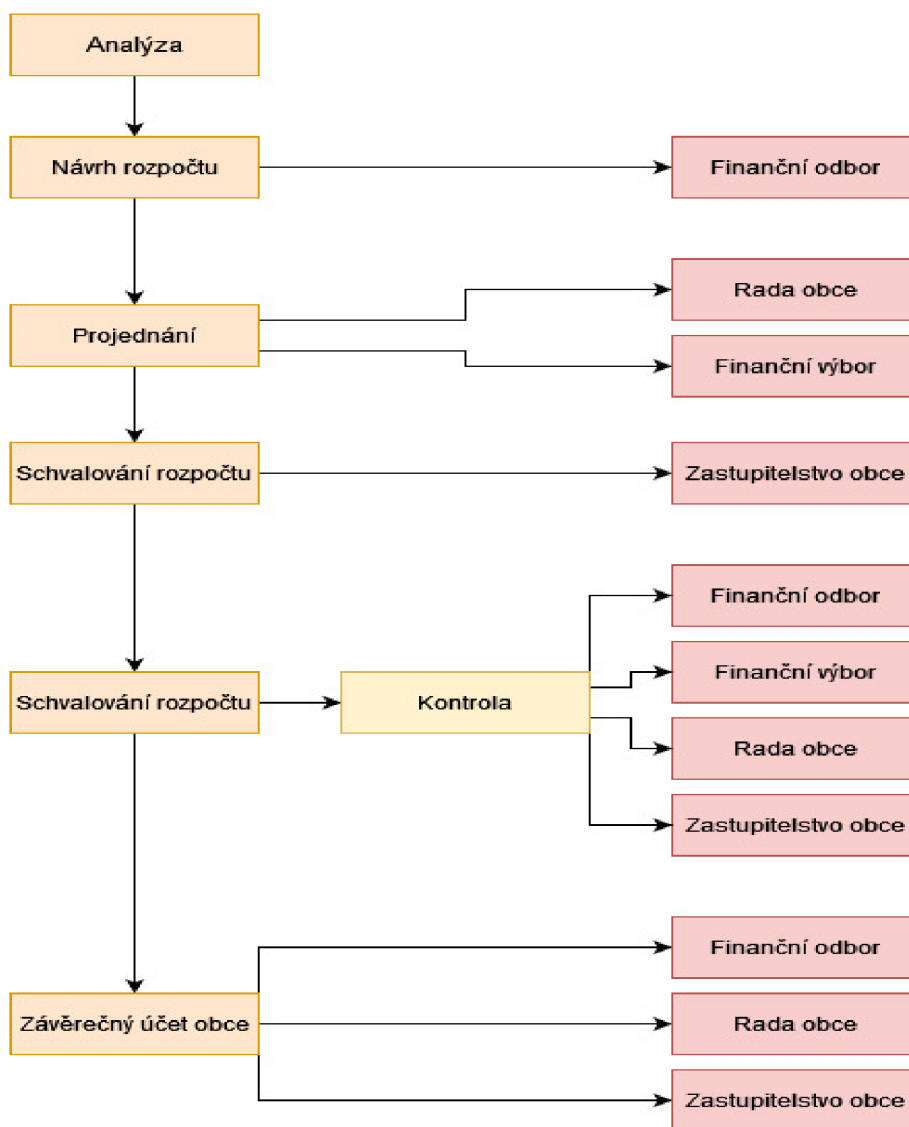 Analýza
Návrh rozpočtu
Finanční odbor
Rada obce
Projednání
Finanční výbor
Schvalování rozpočtu
Zastupitelstvo obce
Finanční odbor
Finanční výbor
Schvalování rozpočtu
Kontrola
Rada obce
Zastupitelstvo obce
Finanční odbor
Závěrečný účet obce
Rada obce
Zastupitelstvo obce